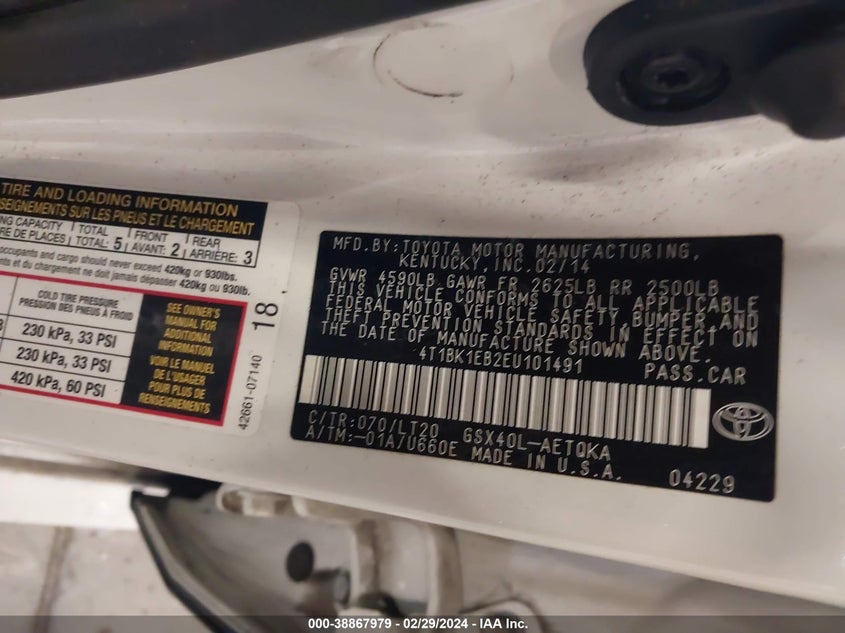 TIRE AND LOADING INFORMATION
SEIGNEMENTS SUR LES PNEUS ET LE CHARGEMENT
NG CAPACITY TOTAL FRONT REAR
RE DE PLACES TOTAL: 5 AVANT: 2 ARRIÈRE: 3
occupants and cargo should never exceed 420kg or 930lbs.
nts et du chargement ne doit jamais dépasser 420kg ou 930lb.
COLD TIRE PRESSURE
PRESSION DES PNEUS À FROID
230 kPa, 33 PSI
230 kPa, 33 PSI
420 kPa, 60 PSI
SEE OWNER'S
MANUAL FOR
ADDITIONAL
INFORMATION
VOIR LE MANUEL
DE L'USAGER
POUR PLUS DE
RENSEIGNEMENTS
42661-07140 18
MFD.BY:TOYOTA MOTOR MANUFACTURING,
KENTUCKY, INC.02/14
GVWR 4590LB GAWR FR 2625LB RR 2500LB
THIS VEHICLE CONFORMS TO ALL APPLICABLE
FEDERAL MOTOR VEHICLE SAFETY BUMPER AND
THEFT PREVENTION STANDARDS IN EFFECT ON
THE DATE OF MANUFACTURE SHOWN ABOVE.
4T1BK1EB2EU101491 PASS.CAR
C/TR:070/LT20 GSX40L-AETQKA
A/TM:-01A/U660E MADE IN U.S.A.
04229
000-38867979 - 02/29/2024 - IAA Inc.